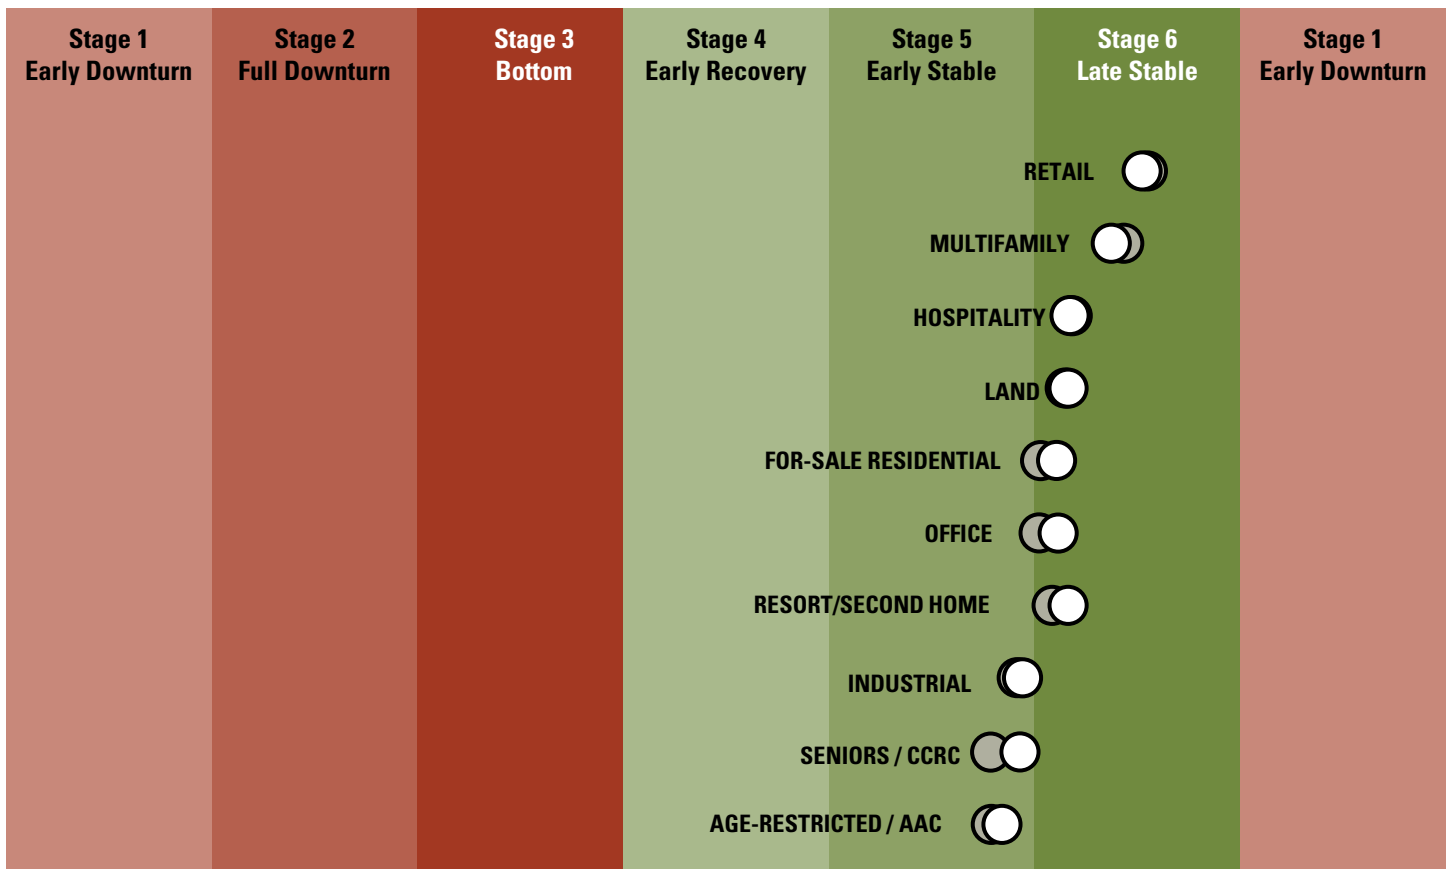 Stage 1
Early Downturn
Stage 2
Full Downturn
Stage 3
Bottom
Stage 4
Early Recovery
Stage 5
Early Stable
Stage 6
Late Stable
Stage 1
Early Downturn
RETAIL
MULTIFAMILY
HOSPITALITY
LAND
FOR-SALE RESIDENTIAL
OFFICE
RESORT/SECOND HOME
INDUSTRIAL
SENIORS / CCRC
AGE-RESTRICTED / AAC